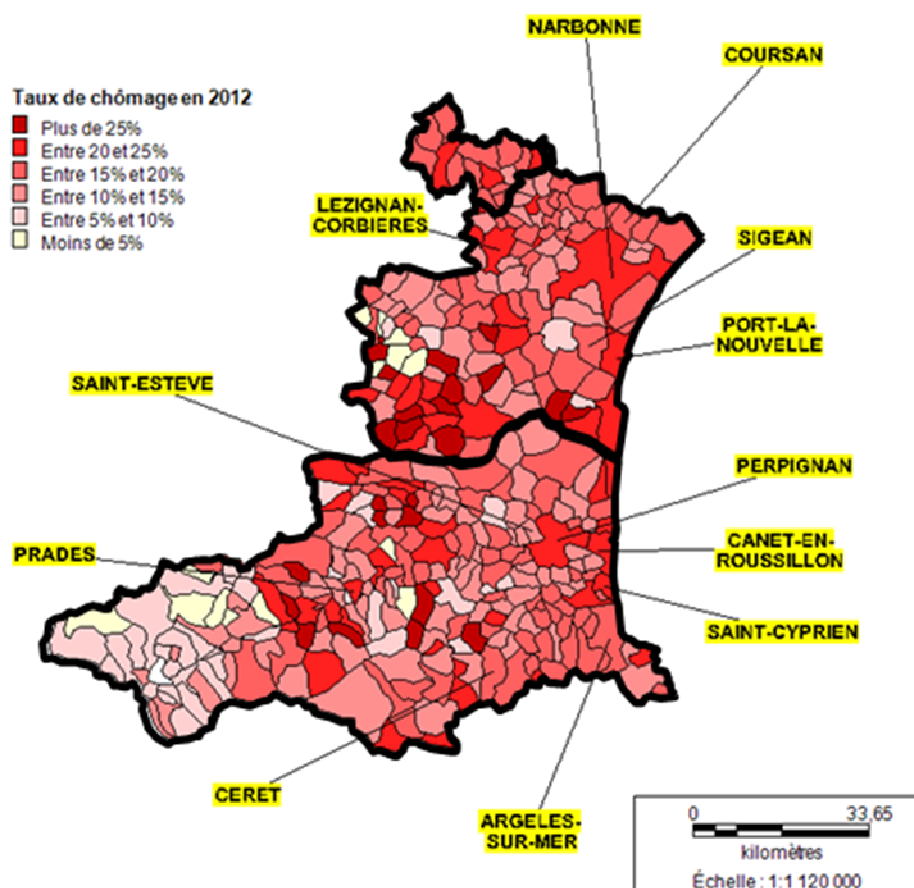 NARBONNE
COURSAN
Taux de chômage en 2012
Plus de 25%
Entre 20 et 25%
Entre 15% et 20%
Entre 10% et 15%
Entre 5% et 10%
Moins de 5%
LEZIGNAN-
CORBIERES
SIGEAN
PORT-LA-
NOUVELLE
SAINT-ESTEVE
PERPIGNAN
PRADES
CANET-EN-
ROUSSILLON
SAINT-CYPRIEN
CERET
ARGELES-
SUR-MER
0 33,65
kilomètres
Échelle : 1:1 120 000